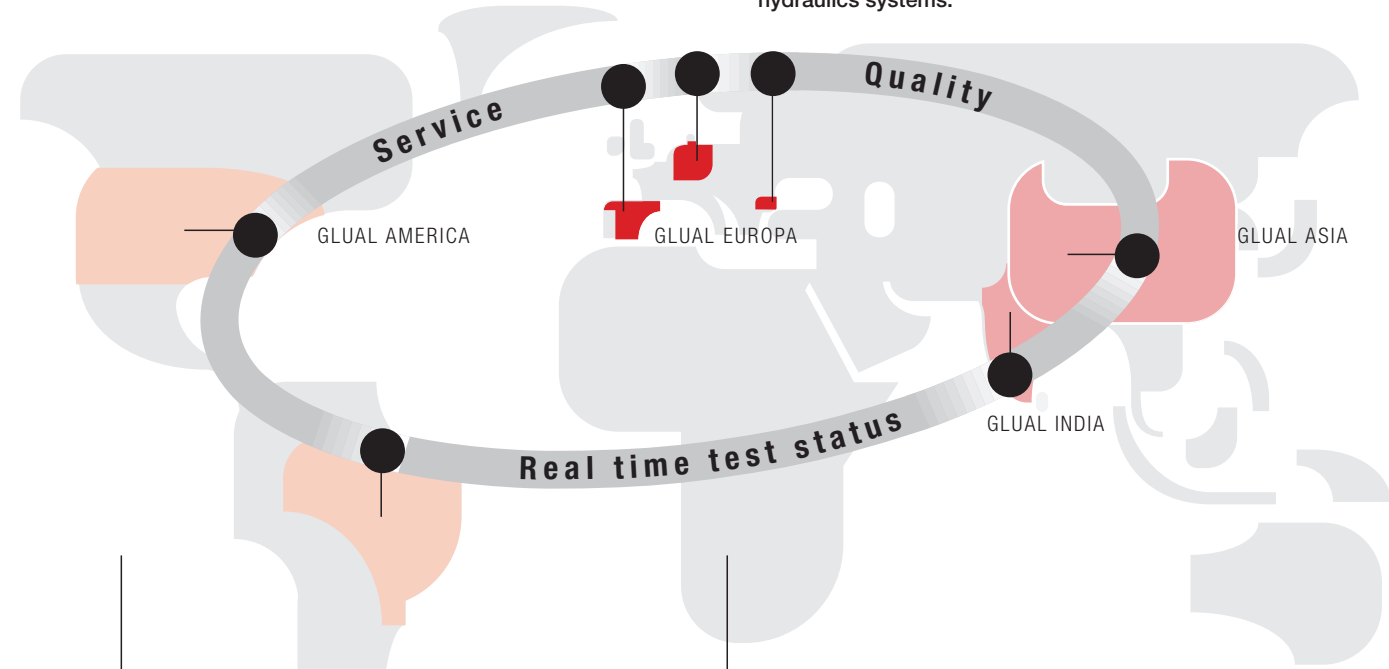 hydraulics systems.
Quality
Service
GLUAL AMERICA
GLUAL EUROPA
GLUAL ASIA
GLUAL INDIA
Real time test status